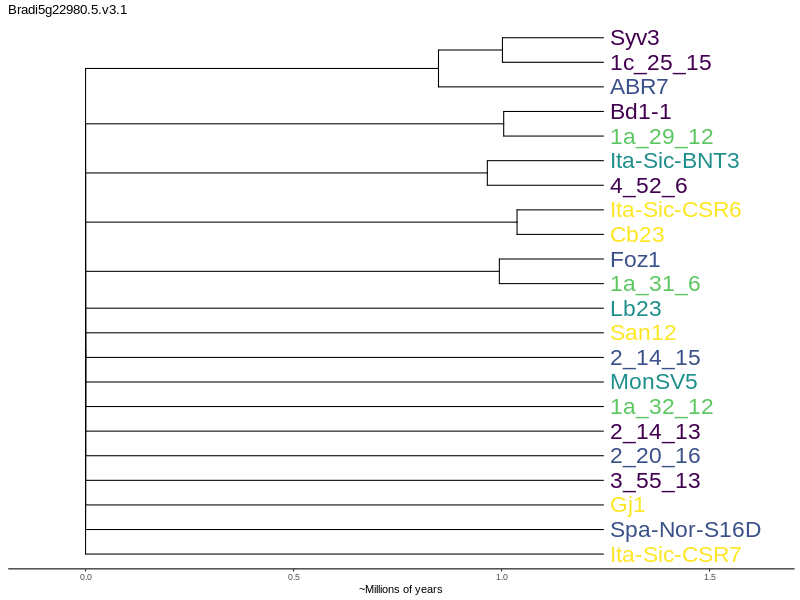 Bradi5g22980.5.v3.1
Syv3
1c_25_15
ABR7
Bd1-1
1a_29_12
Ita-Sic-BNT3
4_52_6
Ita-Sic-CSR6
Cb23
Foz1
1a_31_6
Lb23
San12
2_14_15
MonSV5
1a_32_12
2_14_13
2_20_16
3_55_13
Gj1
Spa-Nor-S16D
Ita-Sic-CSR7
0.0 0.5 1.0 1.5
~Millions of years